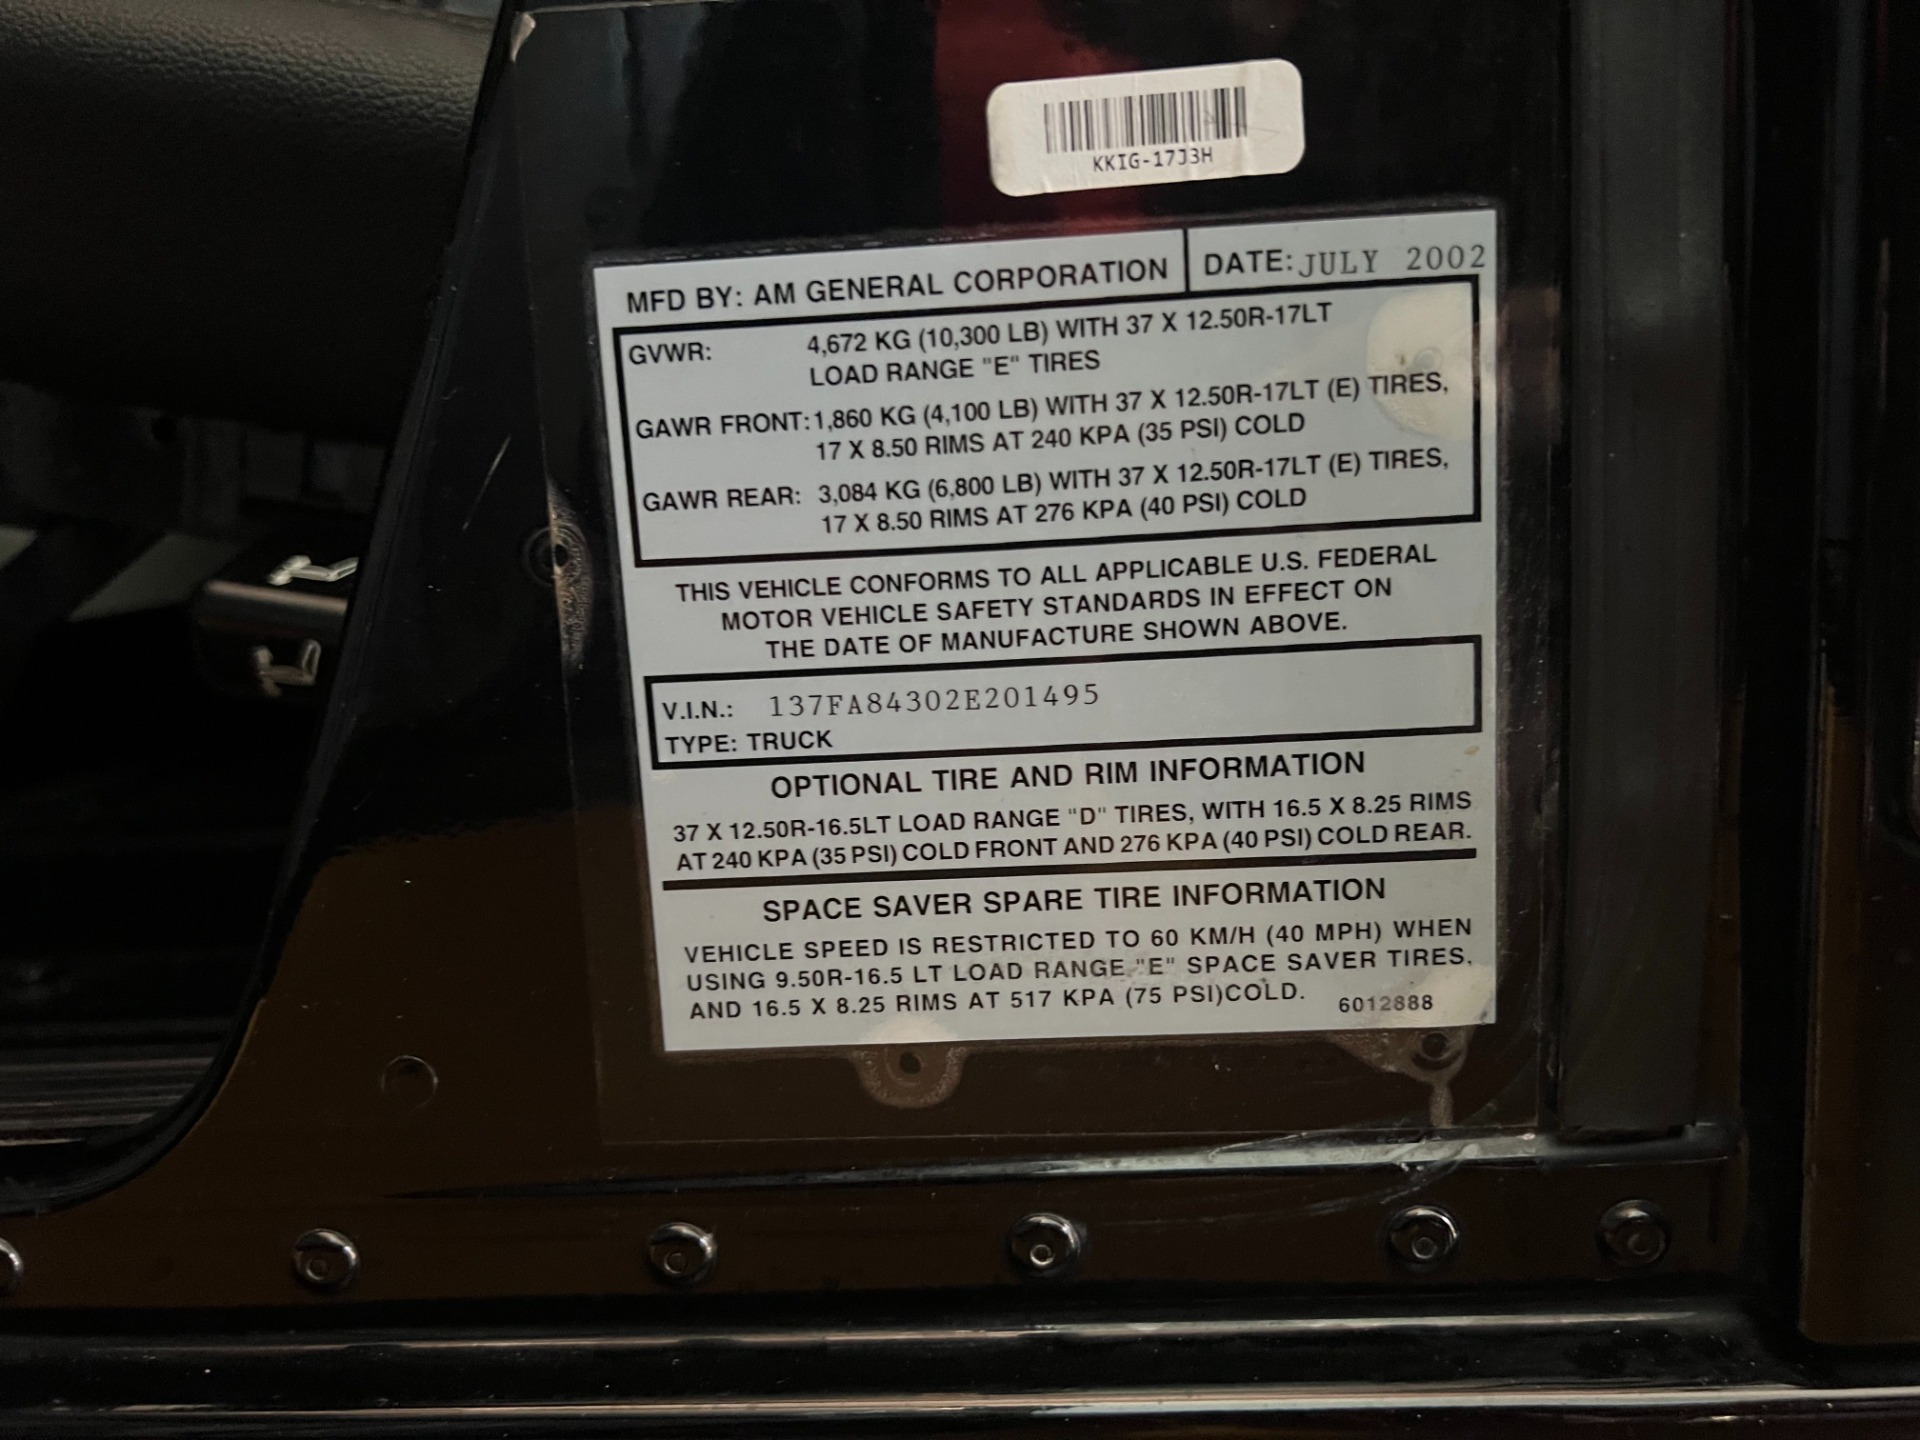 KKIG-17J3H
MFD BY: AM GENERAL CORPORATION DATE: JULY 2002
GVWR: 4,672 KG (10,300 LB) WITH 37 X 12.50R-17LT
LOAD RANGE "E" TIRES
GAWR FRONT: 1,860 KG (4,100 LB) WITH 37 X 12.50R-17LT (E) TIRES,
17 X 8.50 RIMS AT 240 KPA (35 PSI) COLD
GAWR REAR: 3,084 KG (6,800 LB) WITH 37 X 12.50R-17LT (E) TIRES,
17 X 8.50 RIMS AT 276 KPA (40 PSI) COLD
THIS VEHICLE CONFORMS TO ALL APPLICABLE U.S. FEDERAL
MOTOR VEHICLE SAFETY STANDARDS IN EFFECT ON
THE DATE OF MANUFACTURE SHOWN ABOVE.
V.I.N.: 137FA84302E201495
TYPE: TRUCK
OPTIONAL TIRE AND RIM INFORMATION
37 X 12.50R-16.5LT LOAD RANGE "D" TIRES, WITH 16.5 X 8.25 RIMS
AT 240 KPA (35 PSI) COLD FRONT AND 276 KPA (40 PSI) COLD REAR.
SPACE SAVER SPARE TIRE INFORMATION
VEHICLE SPEED IS RESTRICTED TO 60 KM/H (40 MPH) WHEN
USING 9.50R-16.5 LT LOAD RANGE "E" SPACE SAVER TIRES,
AND 16.5 X 8.25 RIMS AT 517 KPA (75 PSI)COLD. 6012888